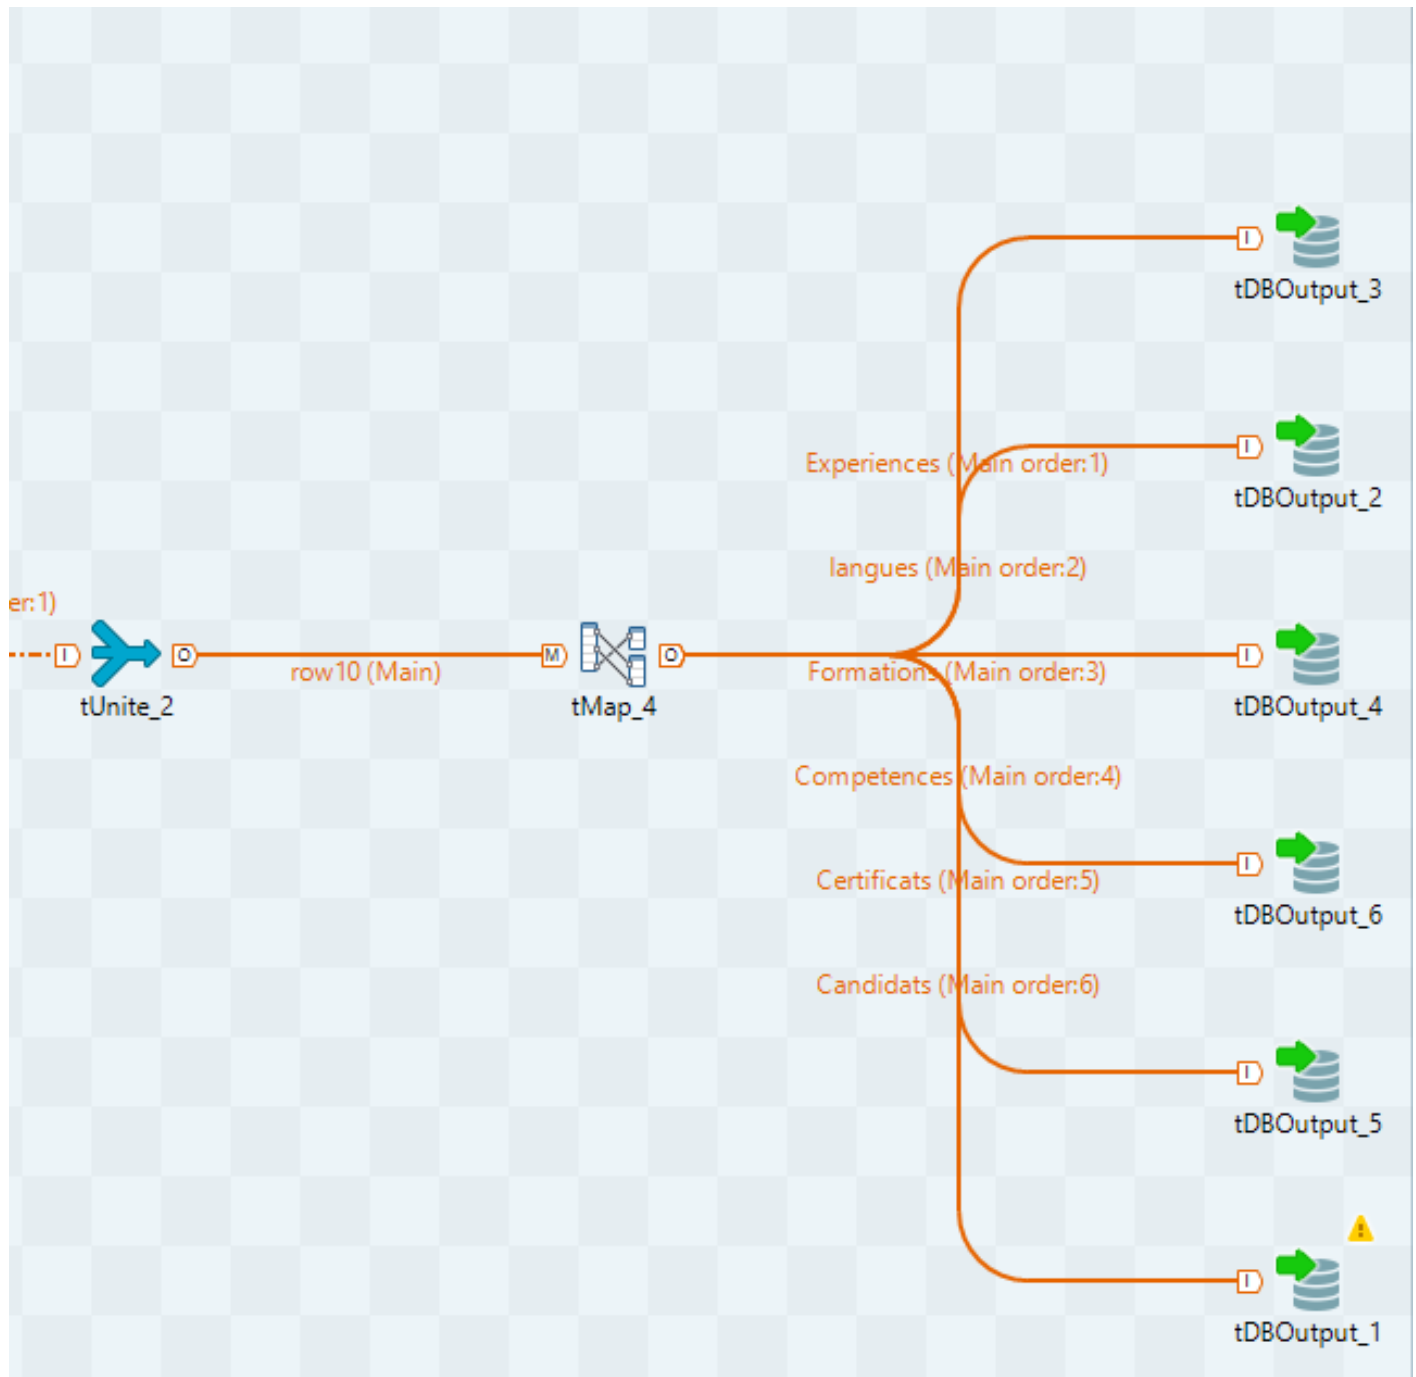 tDBOutput_3
Experiences (Main order:1)
tDBOutput_2
langues (Main order:2)
er:1)
I
tUnite_2
O
row10 (Main)
M
tMap_4
O
Formations (Main order:3)
I
tDBOutput_4
Competences (Main order:4)
I
Certificats (Main order:5)
tDBOutput_6
Candidats (Main order:6)
I
tDBOutput_5
I
tDBOutput_1